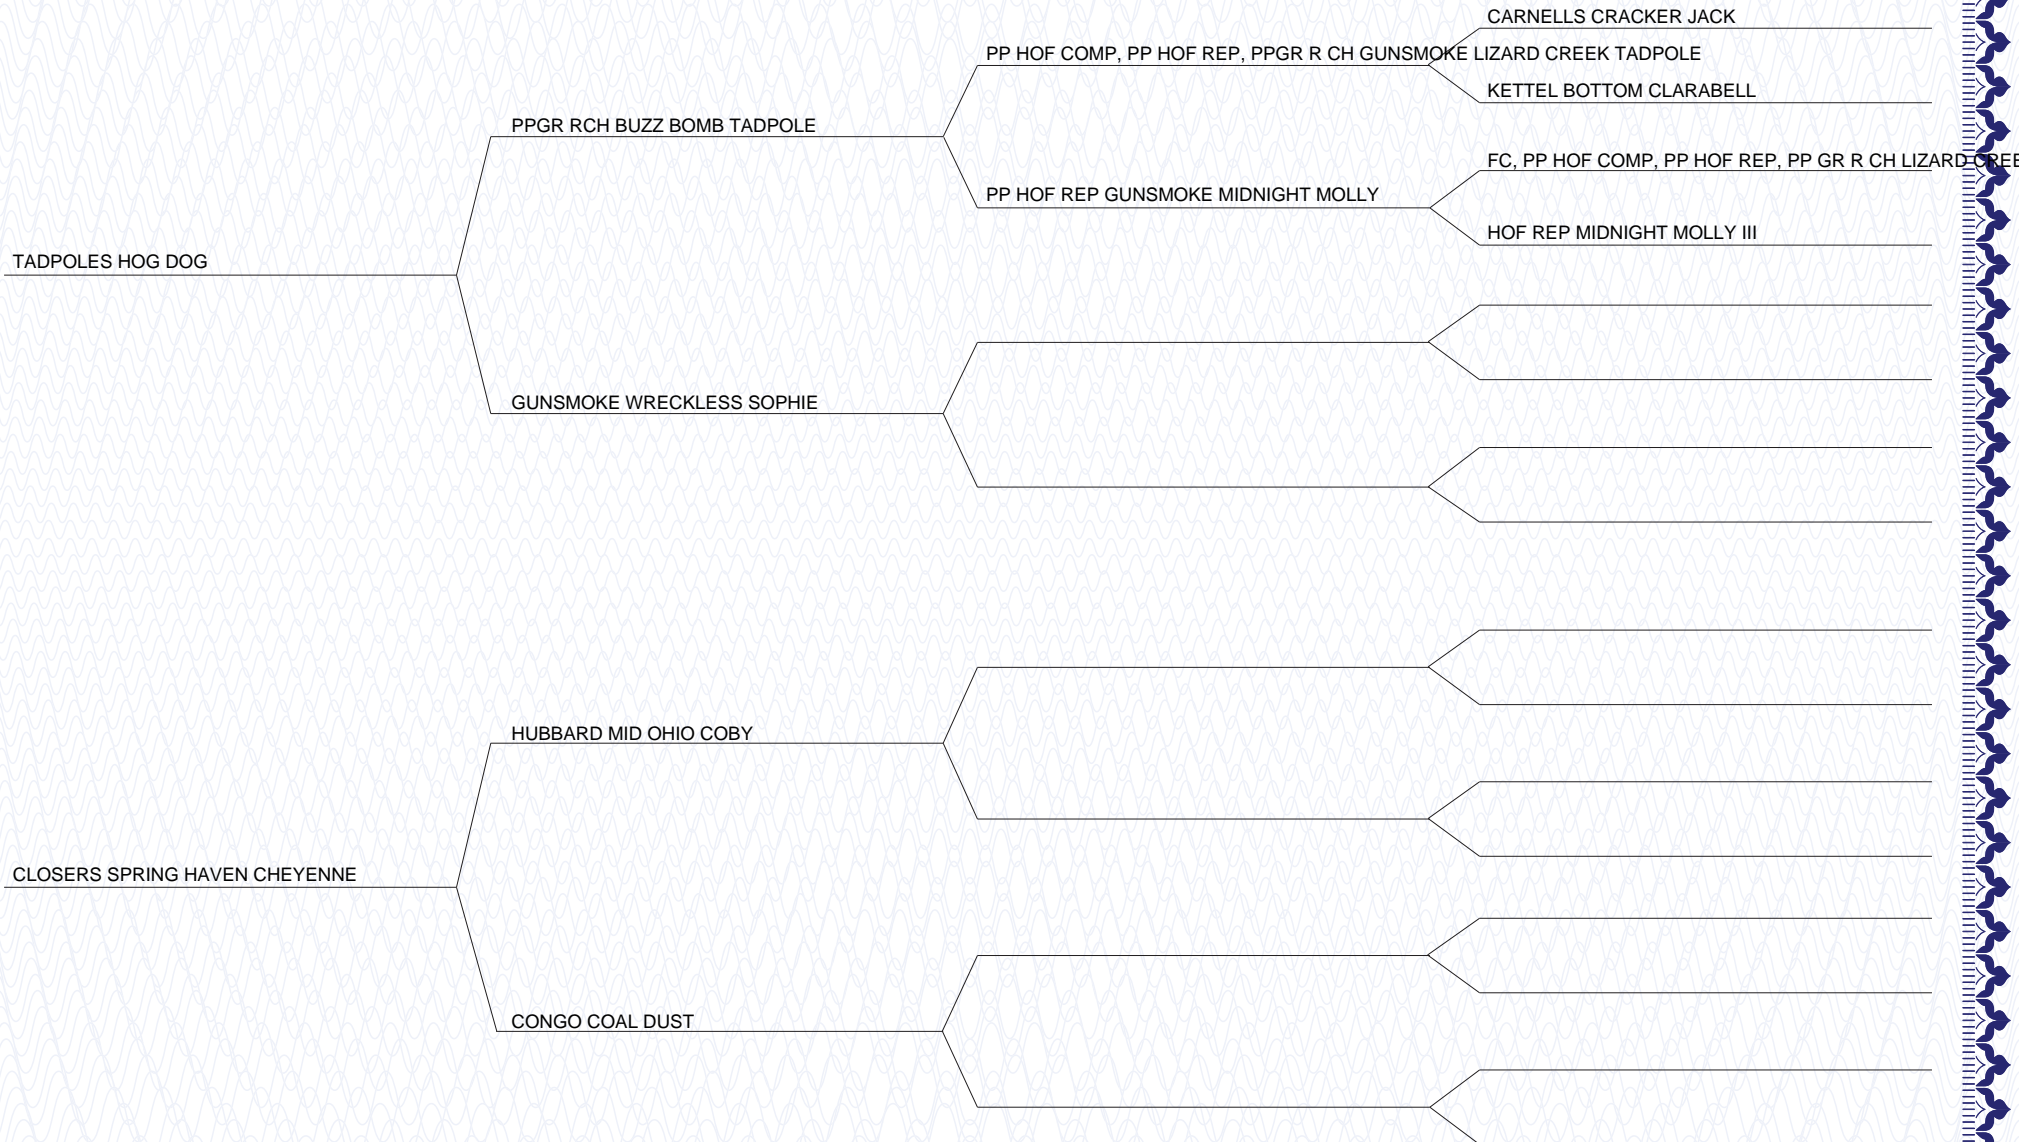 CARNELLS CRACKER JACK
PP HOF COMP, PP HOF REP, PPGR R CH GUNSMOKE LIZARD CREEK TADPOLE
KETTEL BOTTOM CLARABELL
PPGR RCH BUZZ BOMB TADPOLE
FC, PP HOF COMP, PP HOF REP, PP GR R CH LIZARD CREE
PP HOF REP GUNSMOKE MIDNIGHT MOLLY
HOF REP MIDNIGHT MOLLY III
TADPOLES HOG DOG
GUNSMOKE WRECKLESS SOPHIE
HUBBARD MID OHIO COBY
CLOSERS SPRING HAVEN CHEYENNE
CONGO COAL DUST